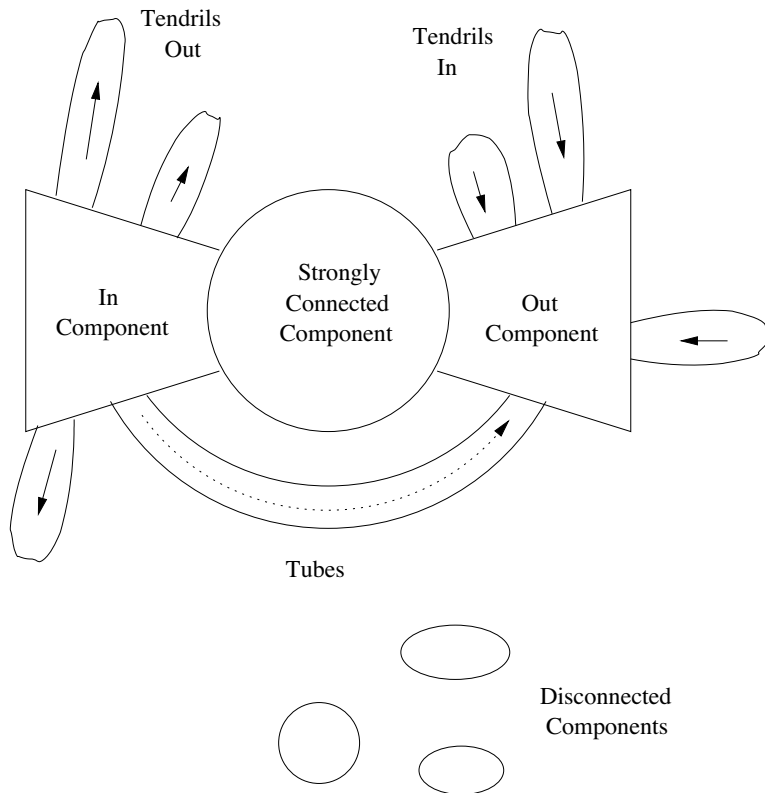 Tendrils
Out
Tendrils
In
In
Component
Strongly
Connected
Component
Out
Component
Tubes
Disconnected
Components